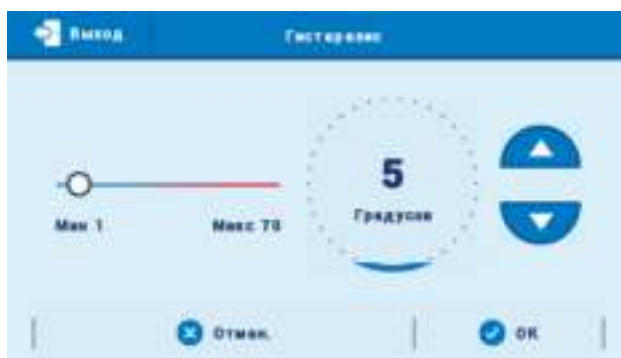 Выход
Гистерезис
5
Градусов
Мин 1
Макс 70
Отмен.
OK